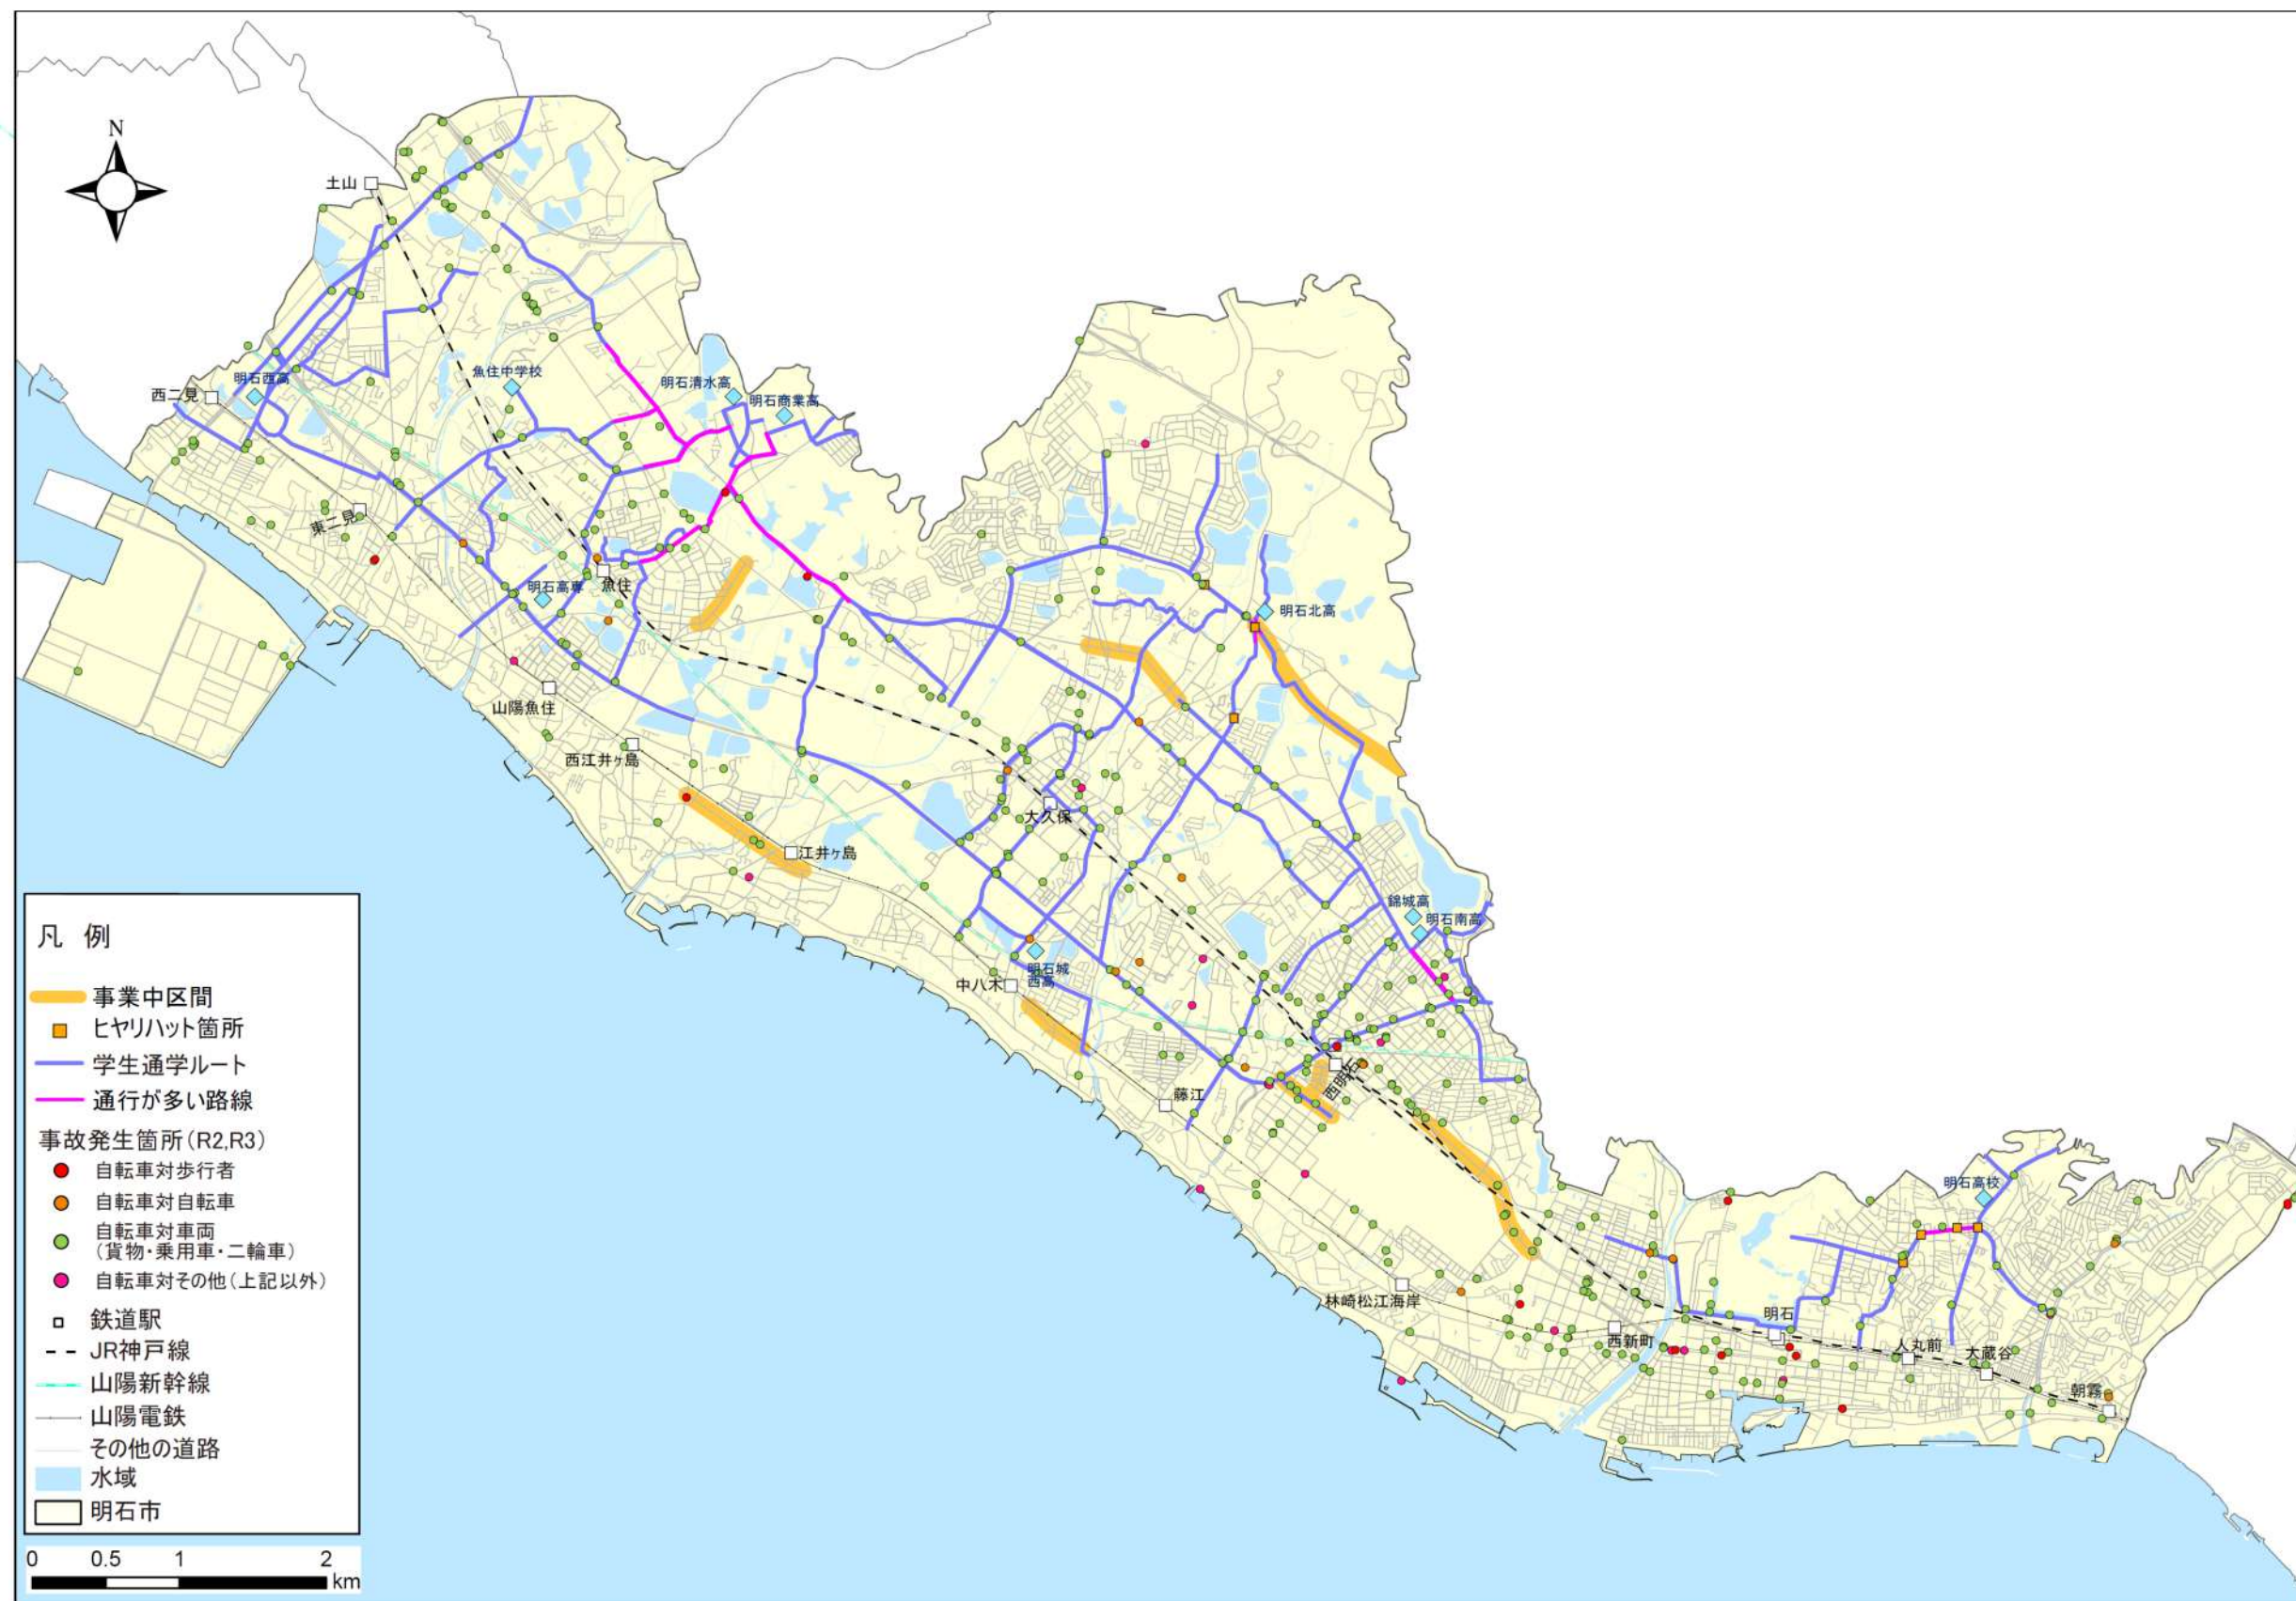 N
土山
西二見
明石西高
魚住中学校
明石清水高
明石商業高
東二見
明石高専
魚住
明石北高
山陽魚住
西江井ヶ島
大久保
江井ヶ島
錦城高
明石南高
明石城
西高
中八木
西明石
藤江
明石高校
林崎松江海岸
西新町
明石
人丸前
大蔵谷
朝霧
凡 例
事業中区間
ヒヤリハット箇所
学生通学ルート
通行が多い路線
事故発生箇所(R2,R3)
自転車対歩行者
自転車対自転車
自転車対車両
(貨物・乗用車・二輪車)
自転車対その他(上記以外)
鉄道駅
JR神戸線
山陽新幹線
山陽電鉄
その他の道路
水域
明石市
0 0.5 1 2
km